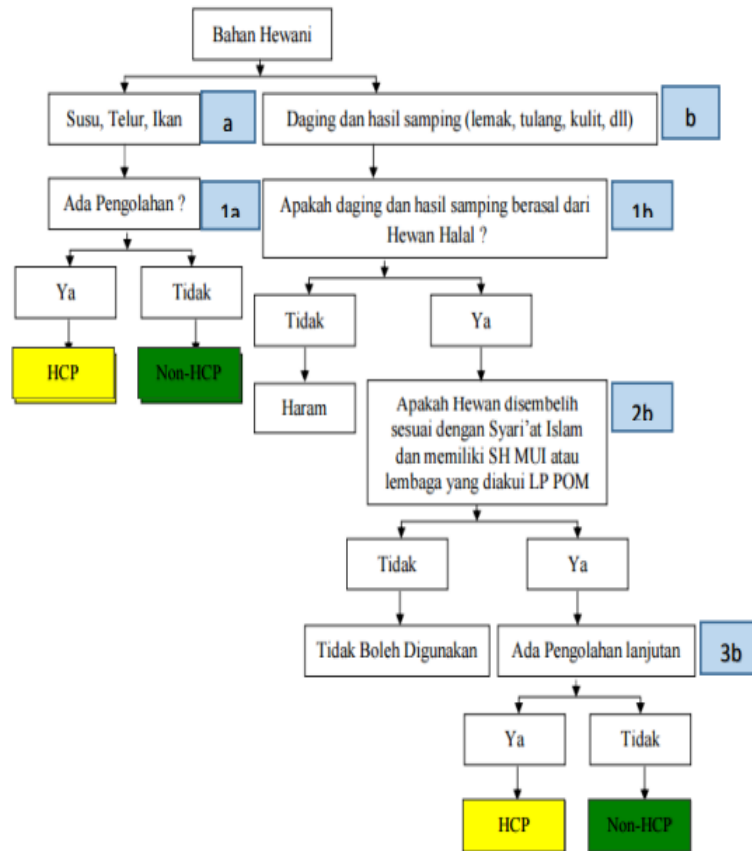 Bahan Hewani
Susu, Telur, Ikan
a
Daging dan hasil samping (lemak, tulang, kulit, dll)
b
Ada Pengolahan ?
1a
Apakah daging dan hasil samping berasal dari
Hewan Halal ?
1b
Ya
Tidak
Tidak
Ya
HCP
Non-HCP
Haram
Apakah Hewan disembelih
sesuai dengan Syari'at Islam
dan memiliki SH MUI atau
lembaga yang diakui LP POM
2b
Tidak
Ya
Tidak Boleh Digunakan
Ada Pengolahan lanjutan
3b
Ya
Tidak
HCP
Non-HCP